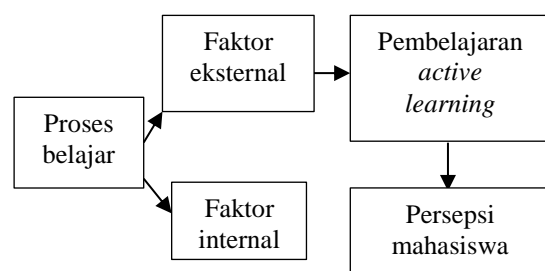 Proses
belajar
Faktor
eksternal
Faktor
internal
Pembelajaran
active
learning
Persepsi
mahasiswa